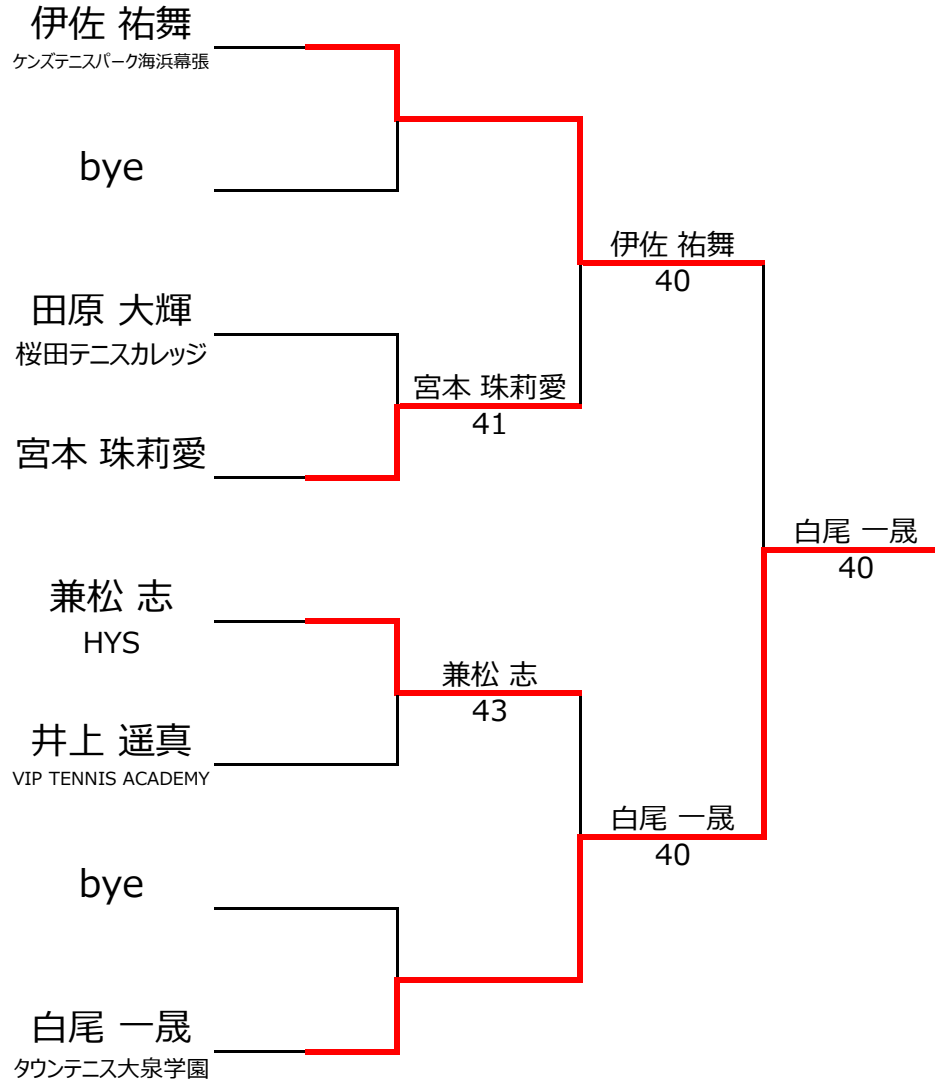 伊佐 祐舞
ケンズテニスパーク海浜幕張
bye
田原 大輝
桜田テニスカレッジ
宮本 珠莉愛
兼松 志
HYS
井上 遥真
VIP TENNIS ACADEMY
bye
白尾 一晟
タウンテニス大泉学園
宮本 珠莉愛
41
兼松 志
43
伊佐 祐舞
40
白尾 一晟
40
白尾 一晟
40